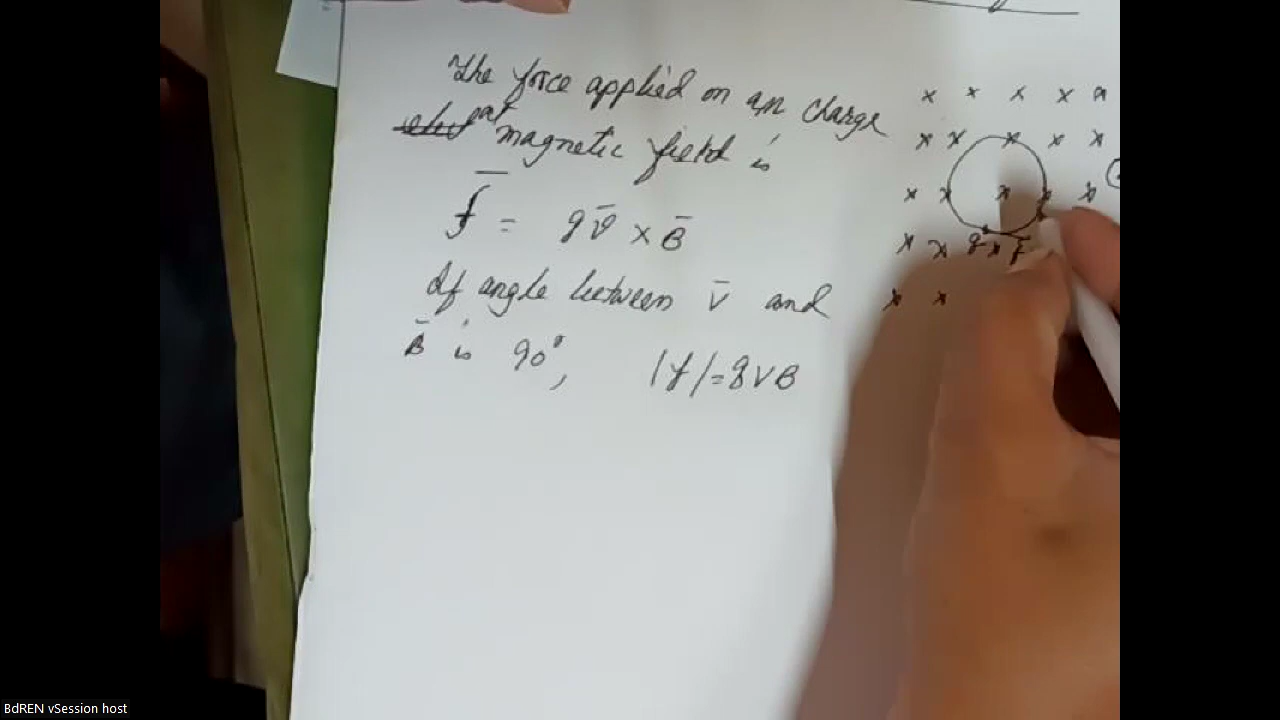 The force applied on an charge
at magnetic field is
f̄ = qv̄ × B̄
If angle between v̄ and
B̄ is 90°, |f|=qVB
x x x x x
x x x x x
x x x x x
x x q x f
x x
BdREN vSession host